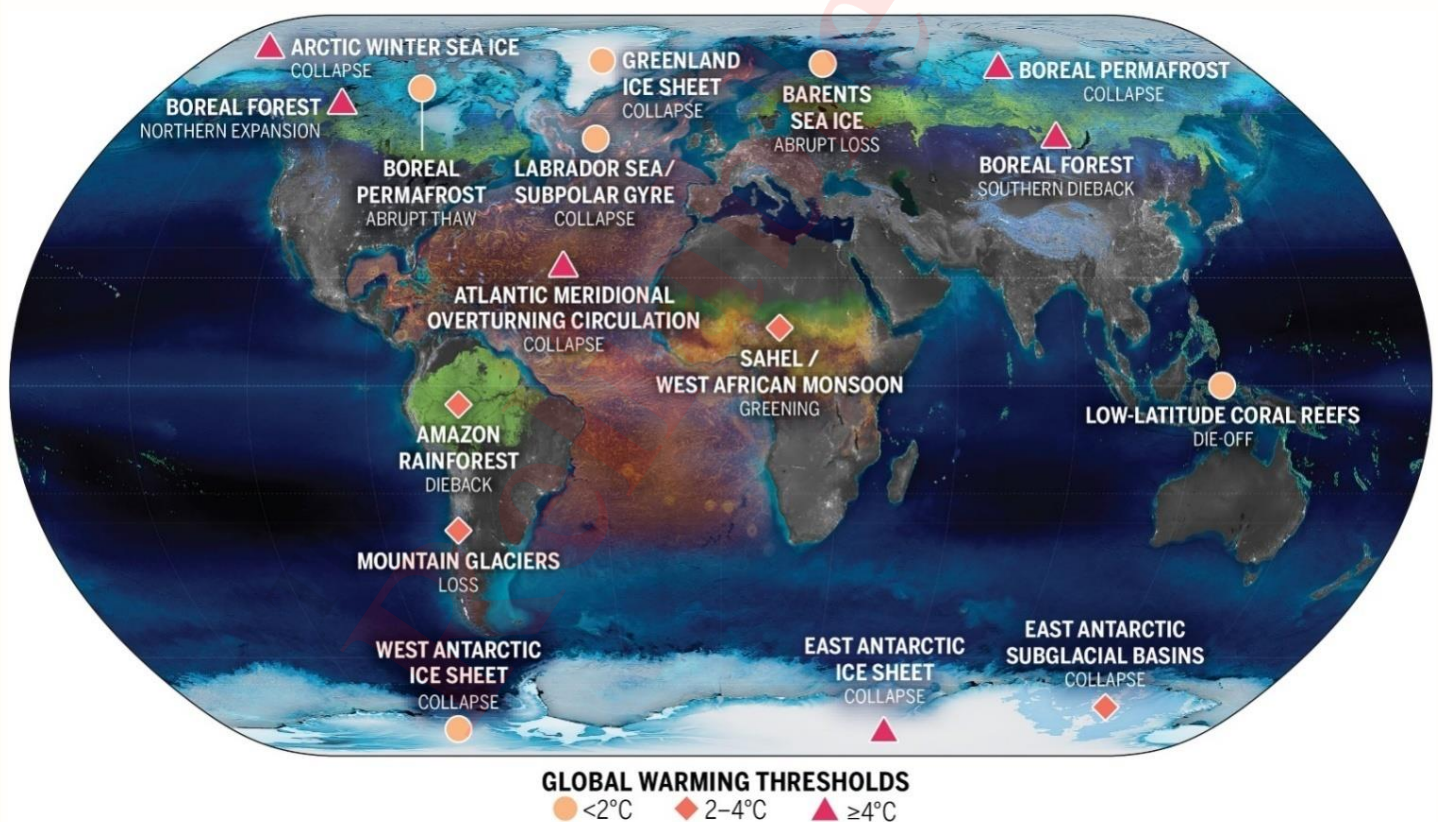 ARCTIC WINTER SEA ICE
COLLAPSE
GREENLAND
ICE SHEET
COLLAPSE
BARENTS
SEA ICE
ABRUPT LOSS
BOREAL PERMAFROST
COLLAPSE
BOREAL FOREST
NORTHERN EXPANSION
BOREAL
PERMAFROST
ABRUPT THAW
LABRADOR SEA/
SUBPOLAR GYRE
COLLAPSE
BOREAL FOREST
SOUTHERN DIEBACK
ATLANTIC MERIDIONAL
OVERTURNING CIRCULATION
COLLAPSE
SAHEL /
WEST AFRICAN MONSOON
GREENING
LOW-LATITUDE CORAL REEFS
DIE-OFF
AMAZON
RAINFOREST
DIEBACK
MOUNTAIN GLACIERS
LOSS
WEST ANTARCTIC
ICE SHEET
COLLAPSE
EAST ANTARCTIC
ICE SHEET
COLLAPSE
EAST ANTARCTIC
SUBGLACIAL BASINS
COLLAPSE
GLOBAL WARMING THRESHOLDS
<2°C 2–4°C ≥4°C